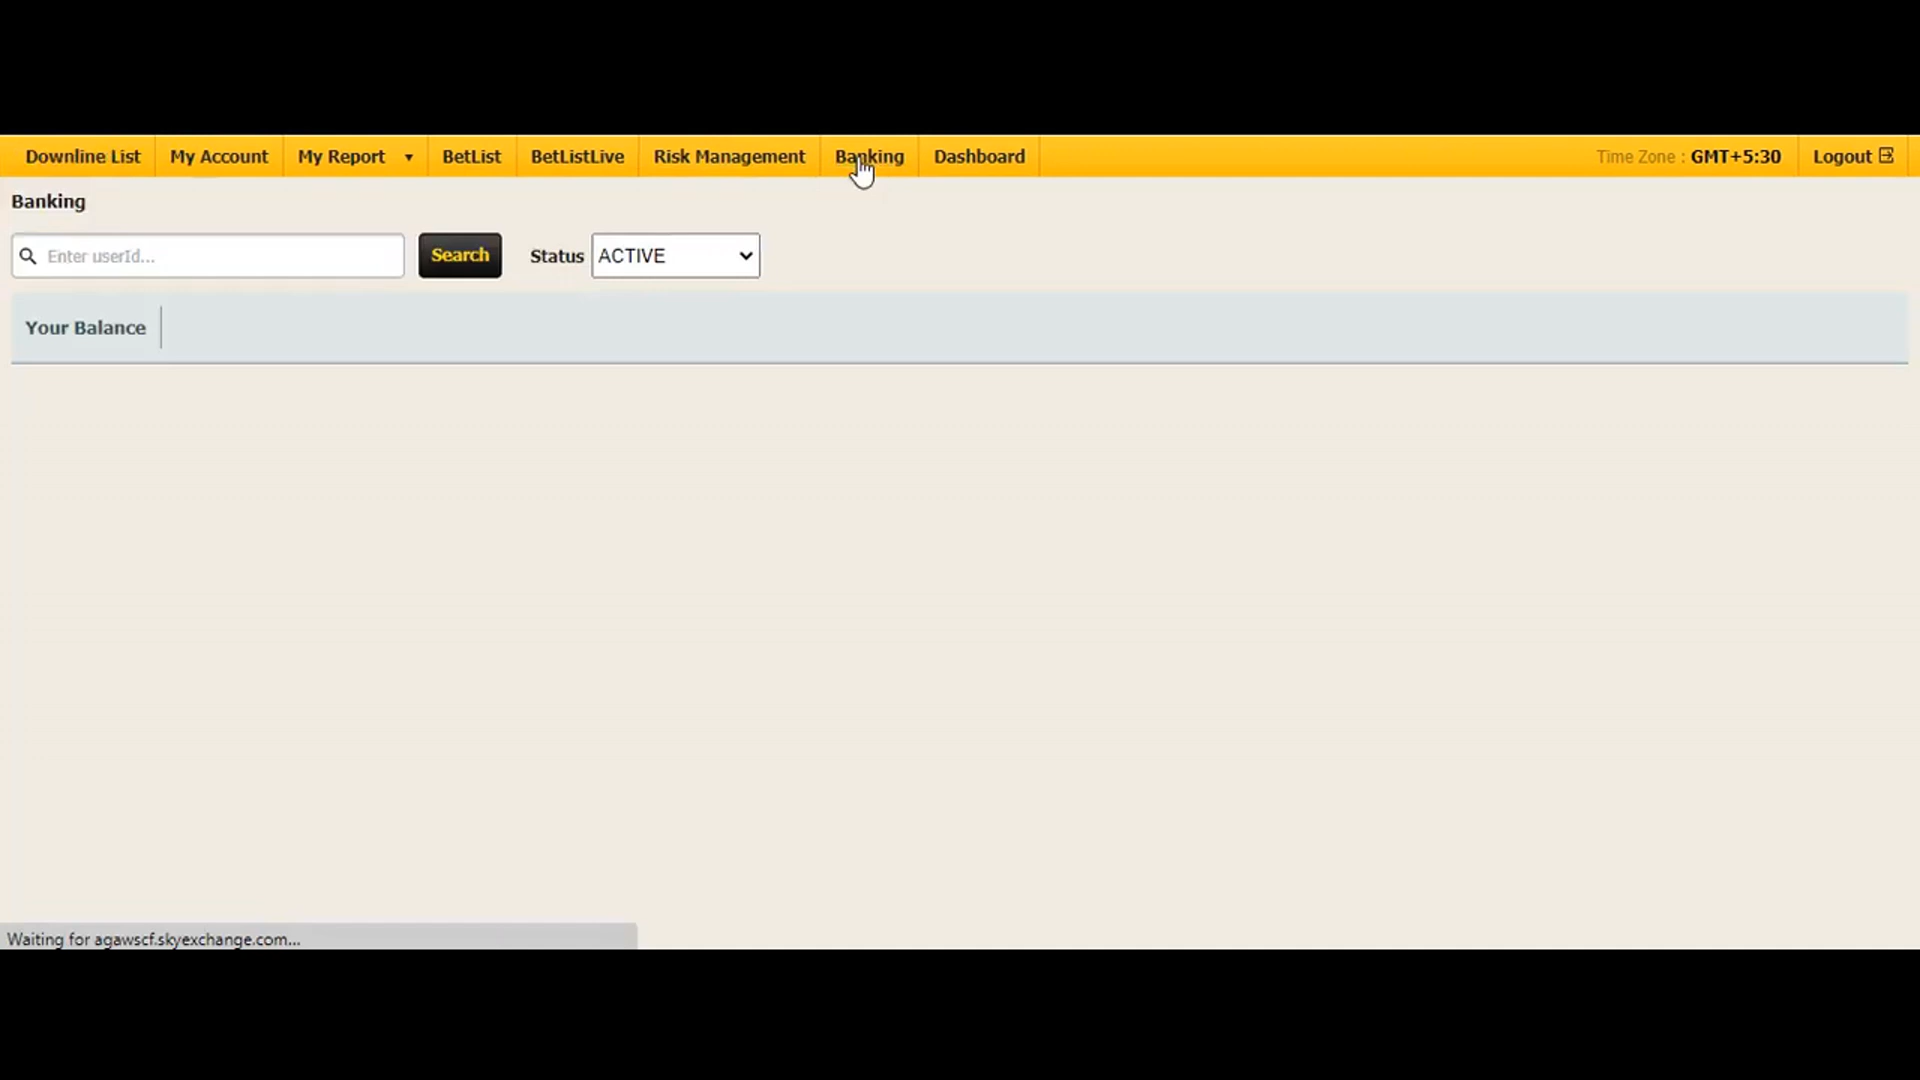 Downline List My Account My Report ▼ BetList BetListLive Risk Management Banking Dashboard Time Zone : GMT+5:30 Logout
Banking
Enter userId... Search Status ACTIVE
Your Balance
Waiting for agawscf.skyexchange.com...